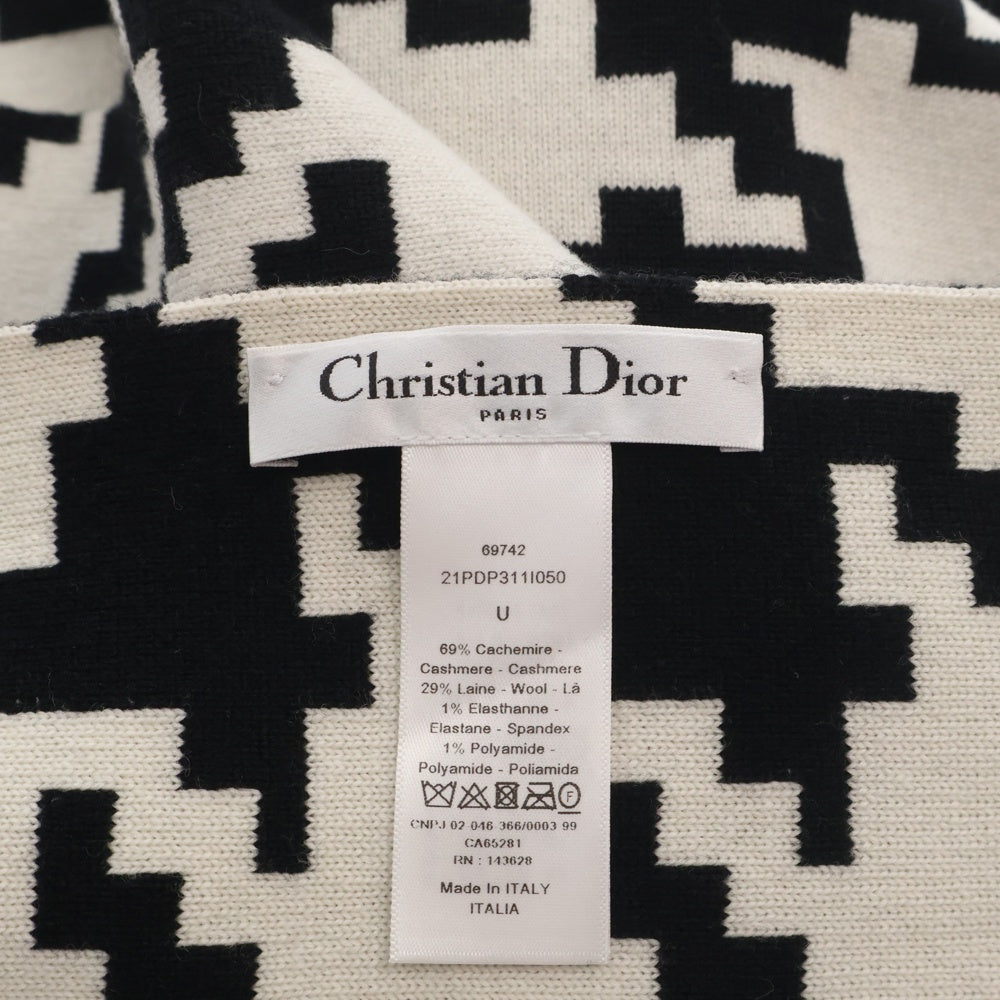 Christian Dior
PARIS
69742
21PDP311I050
U
69% Cachemire -
Cashmere - Cashmere
29% Laine - Wool - Lã
1% Elasthanne -
Elastane - Spandex
1% Polyamide -
Polyamide - Poliamida
F
CNPJ 02 046 366/0003 99
CA65281
RN : 143628
Made In ITALY
ITALIA